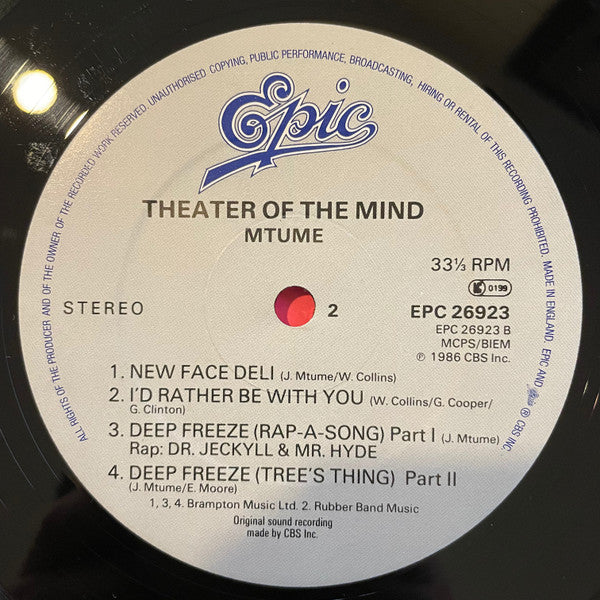 ALL RIGHTS OF THE PRODUCER AND OF THE OWNER OF THE RECORDED WORK RESERVED. UNAUTHORISED COPYING, PUBLIC PERFORMANCE, BROADCASTING, HIRING OR RENTAL OF THIS RECORDING PROHIBITED. MADE IN ENGLAND. EPIC AND ® CBS INC.
Epic
THEATER OF THE MIND
MTUME
33⅓ RPM
K 0199
STEREO
2
EPC 26923
EPC 26923 B
MCPS/BIEM
℗ 1986 CBS Inc.
1. NEW FACE DELI (J. Mtume/W. Collins)
2. I'D RATHER BE WITH YOU (W. Collins/G. Cooper/
G. Clinton)
3. DEEP FREEZE (RAP-A-SONG) Part I (J. Mtume)
Rap: DR. JECKYLL & MR. HYDE
4. DEEP FREEZE (TREE'S THING) Part II
(J. Mtume/E. Moore)
1, 3, 4. Brampton Music Ltd. 2. Rubber Band Music
Original sound recording
made by CBS Inc.